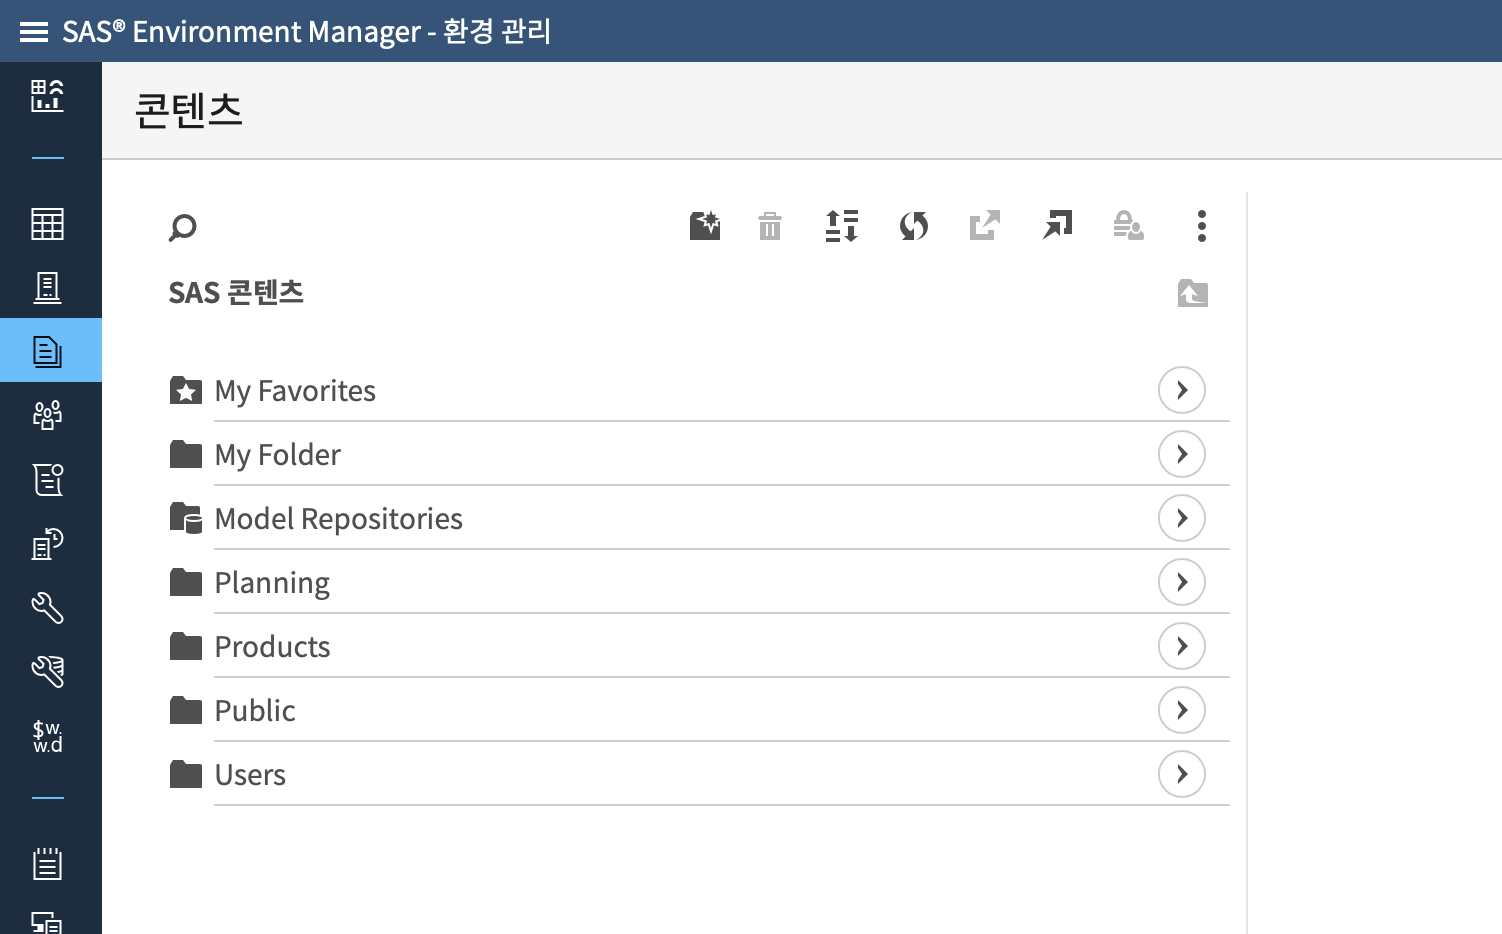 SAS® Environment Manager - 환경 관리
콘텐츠
SAS 콘텐츠
My Favorites
My Folder
Model Repositories
Planning
Products
Public
Users
$w.
w.d